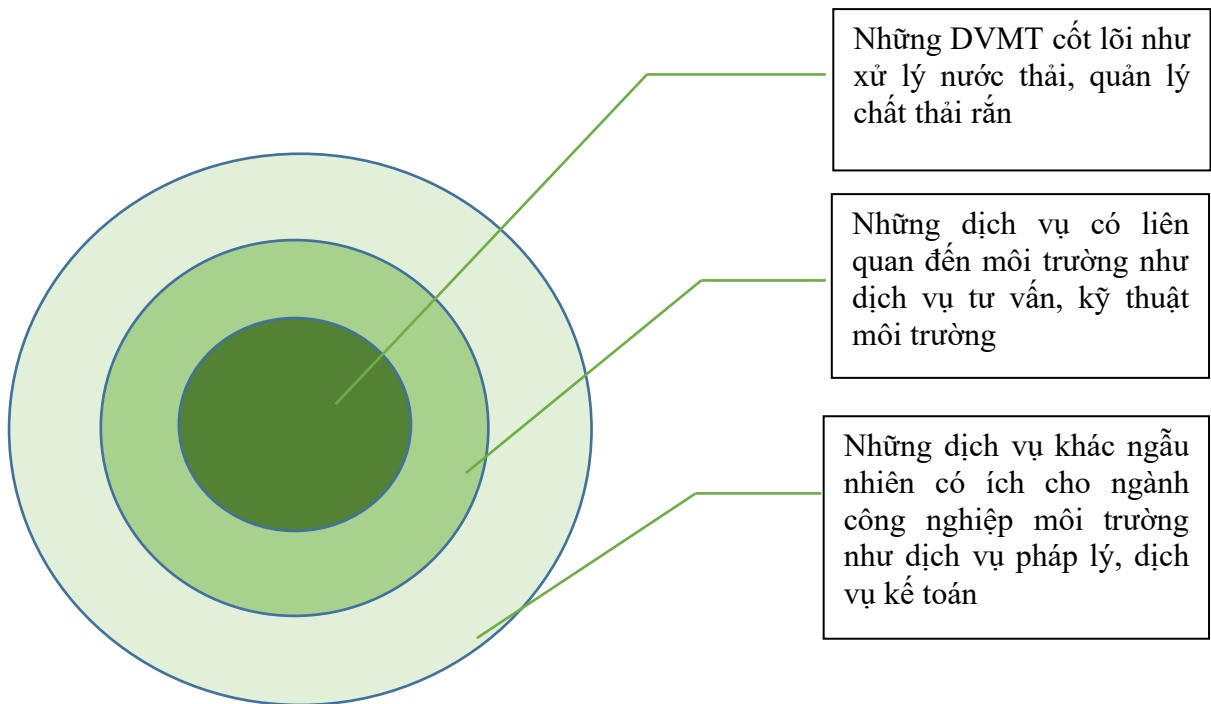 Những DVMT cốt lõi như
xử lý nước thải, quản lý
chất thải rắn
Những dịch vụ có liên
quan đến môi trường như
dịch vụ tư vấn, kỹ thuật
môi trường
Những dịch vụ khác ngẫu
nhiên có ích cho ngành
công nghiệp môi trường
như dịch vụ pháp lý, dịch
vụ kế toán